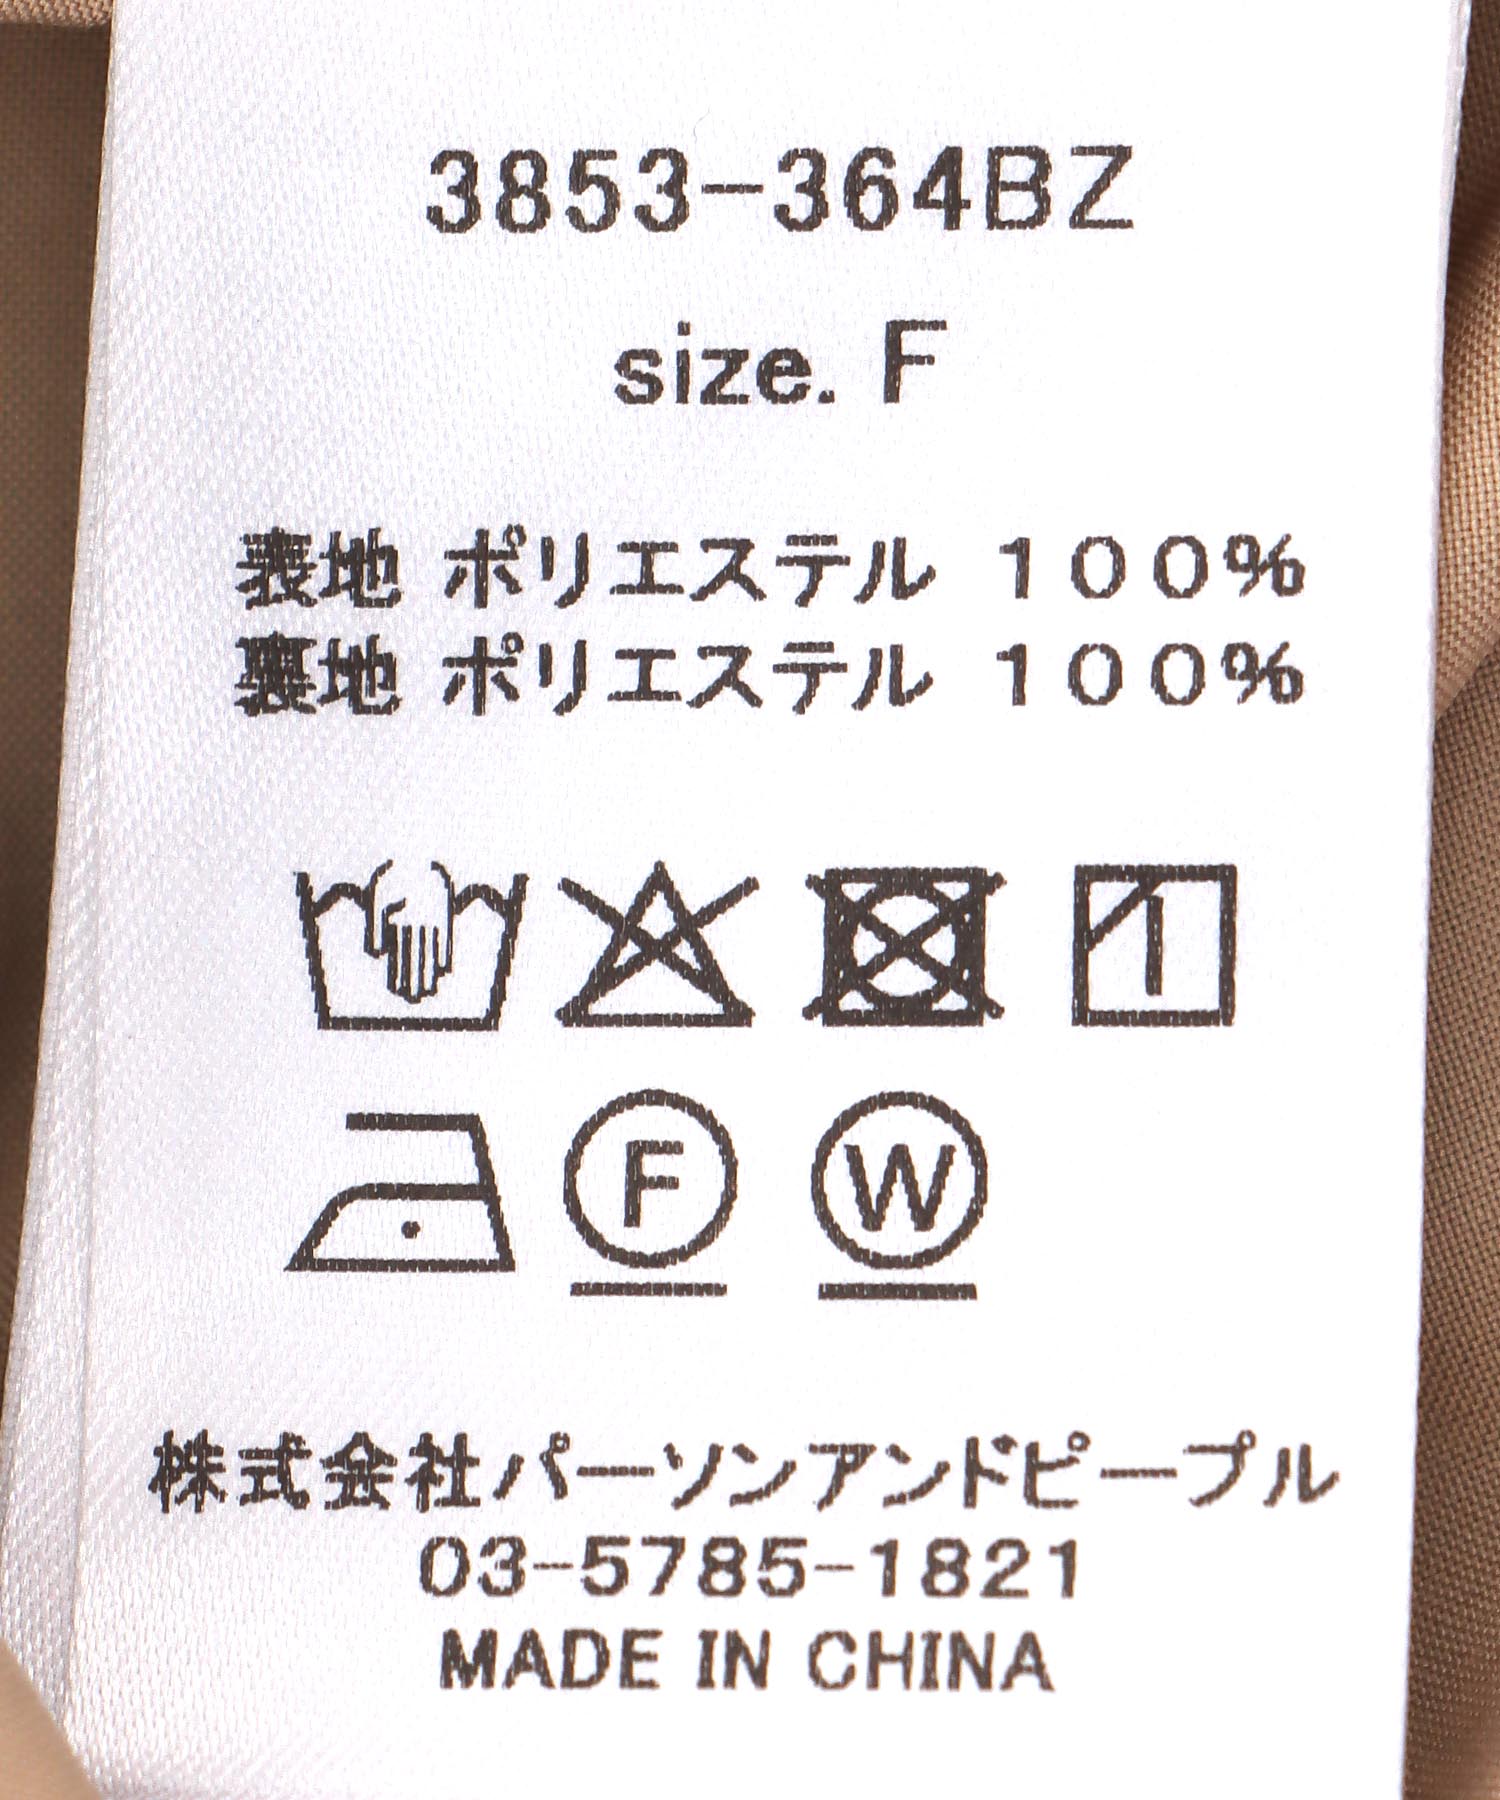 3853-364BZ
size. F
表地 ポリエステル 100%
裏地 ポリエステル 100%
F W
株式会社パーソンアンドピープル
03-5785-1821
MADE IN CHINA